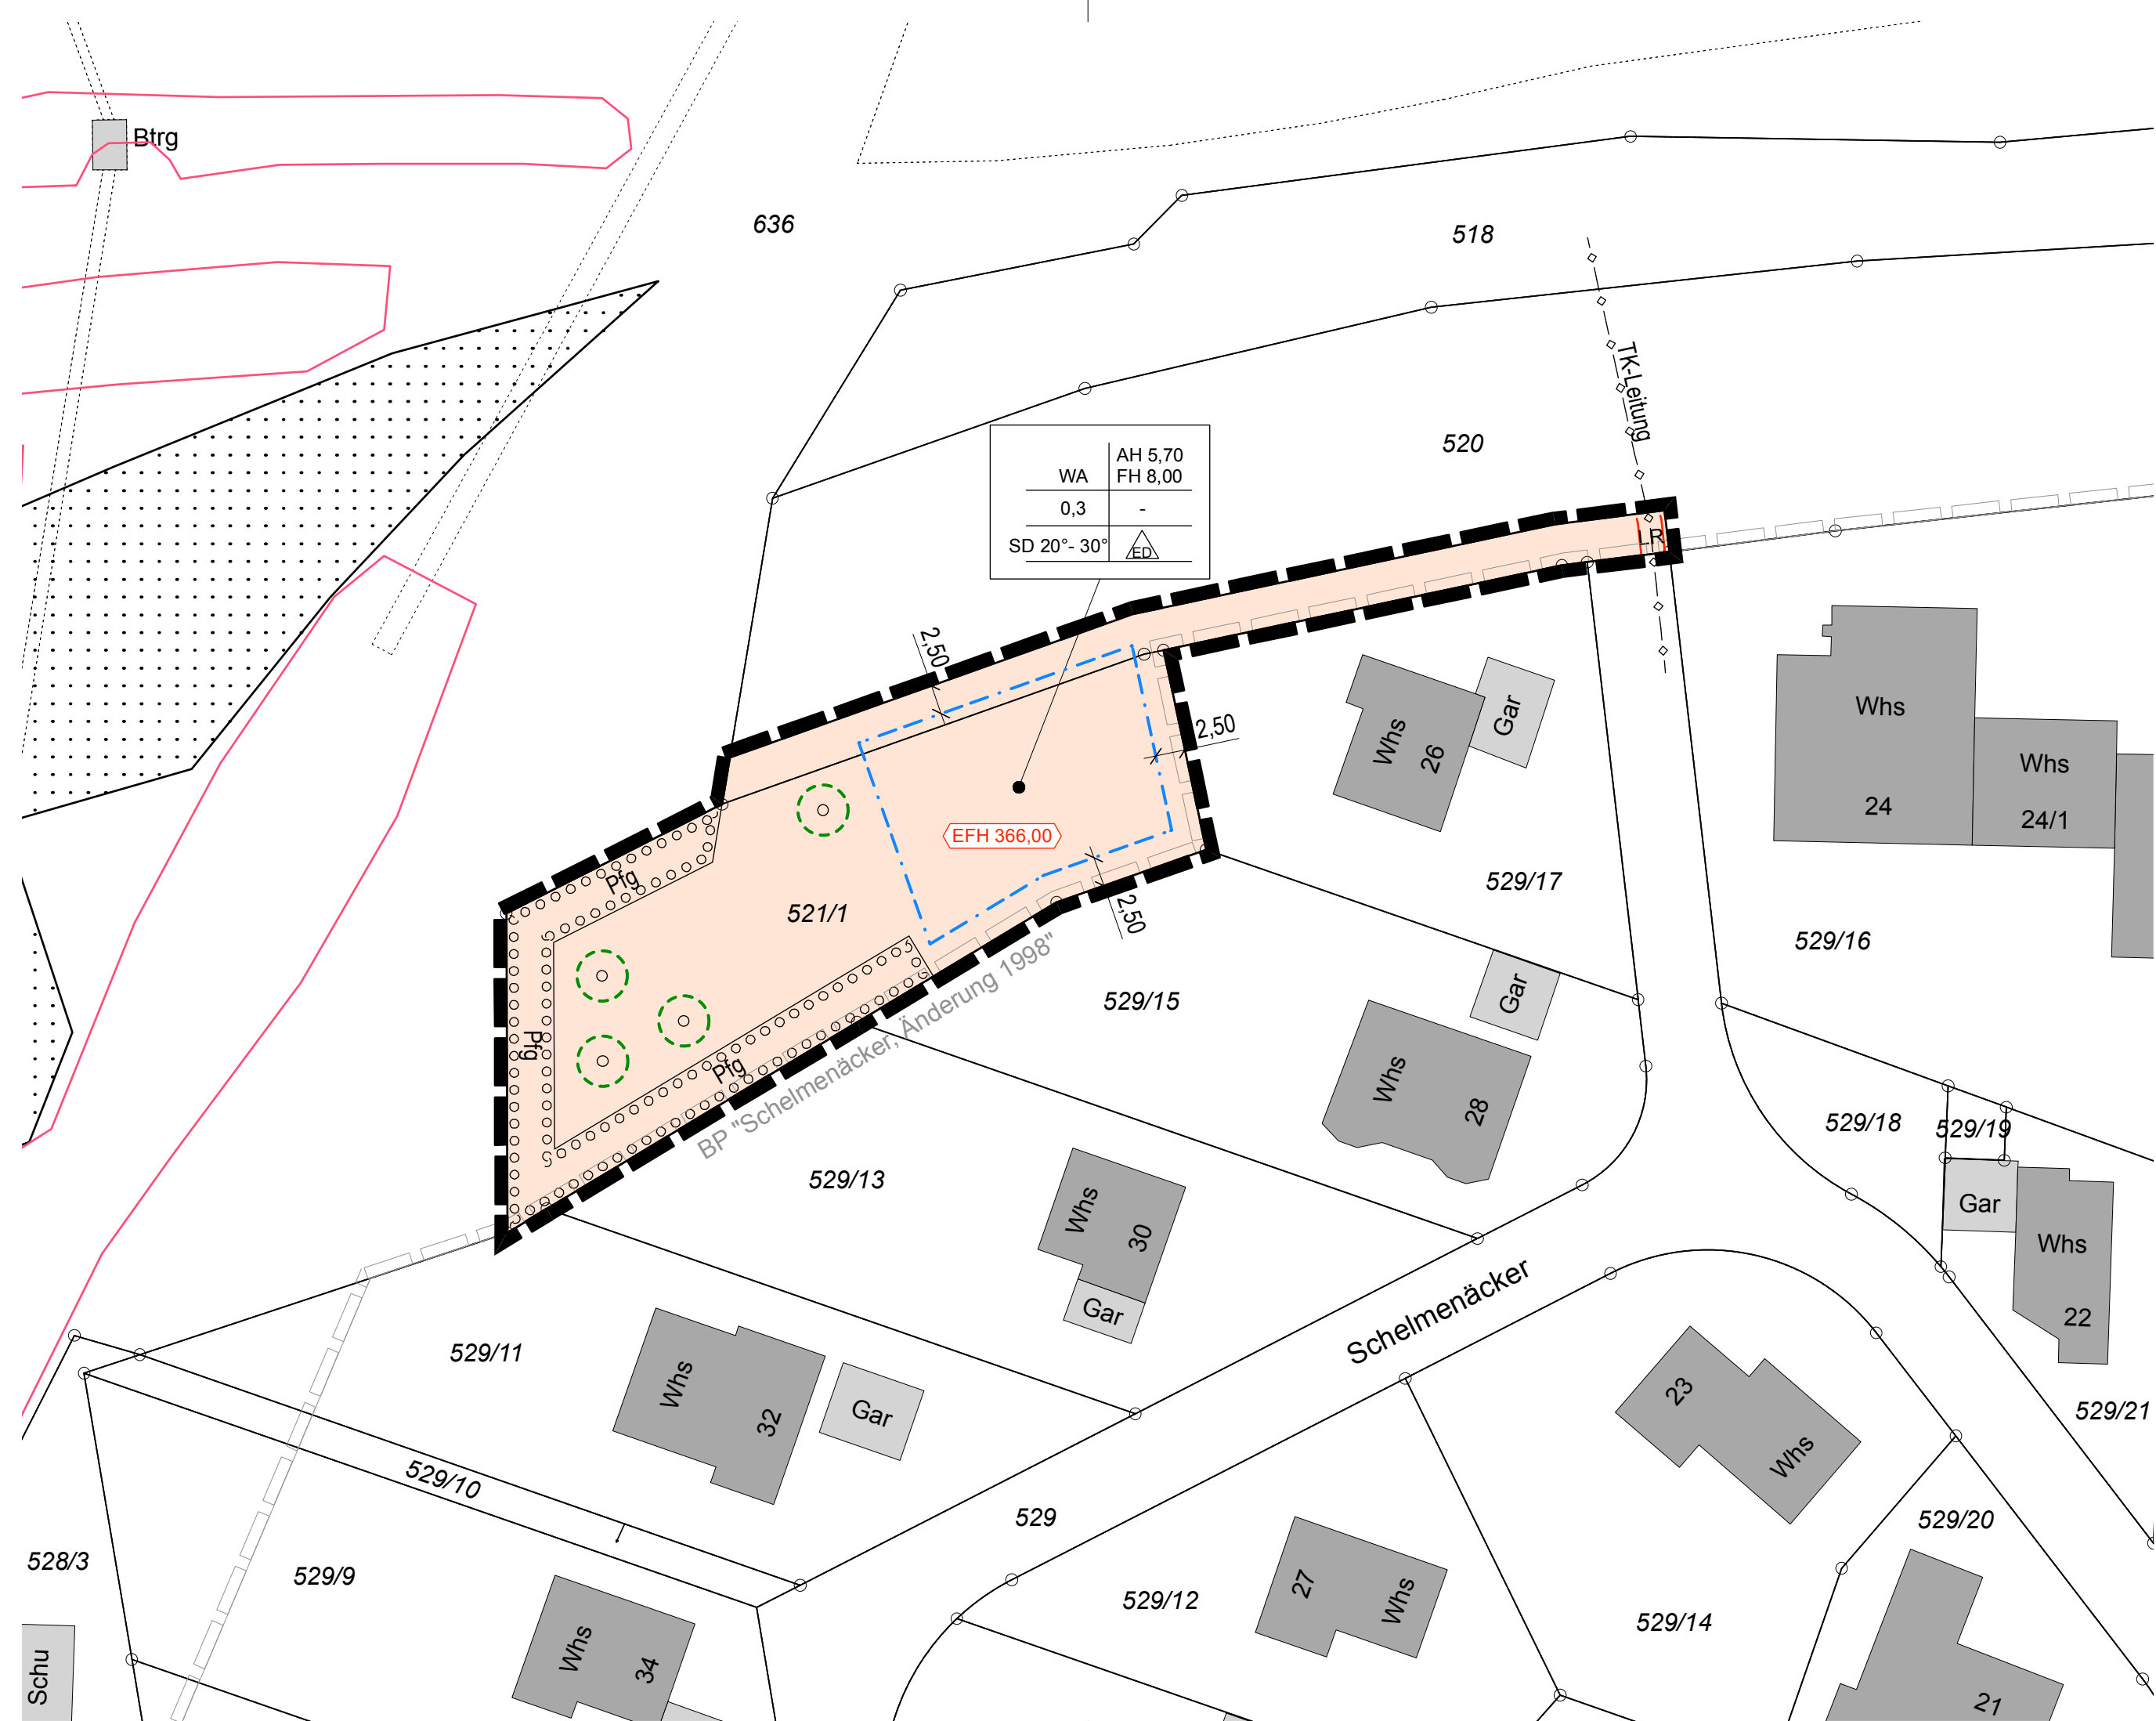 Btrg
636
518
TK-Leitung
520
AH 5,70
WA FH 8,00
0,3 -
SD 20°- 30° ED
LR
2,50
2,50
2,50
EFH 366,00
521/1
Pfg
Pfg
Pfg
BP "Schelmenäcker, Änderung 1998"
Whs
26
Gar
Whs
24
Whs
24/1
529/17
529/16
529/15
Gar
Whs
28
529/18
529/19
Gar
Whs
22
529/13
Whs
30
Gar
Schelmenäcker
529/11
Whs
32
Gar
23
Whs
529/21
529/10
529
529/20
528/3
529/9
529/12
27
Whs
529/14
Schu
Whs
34
21